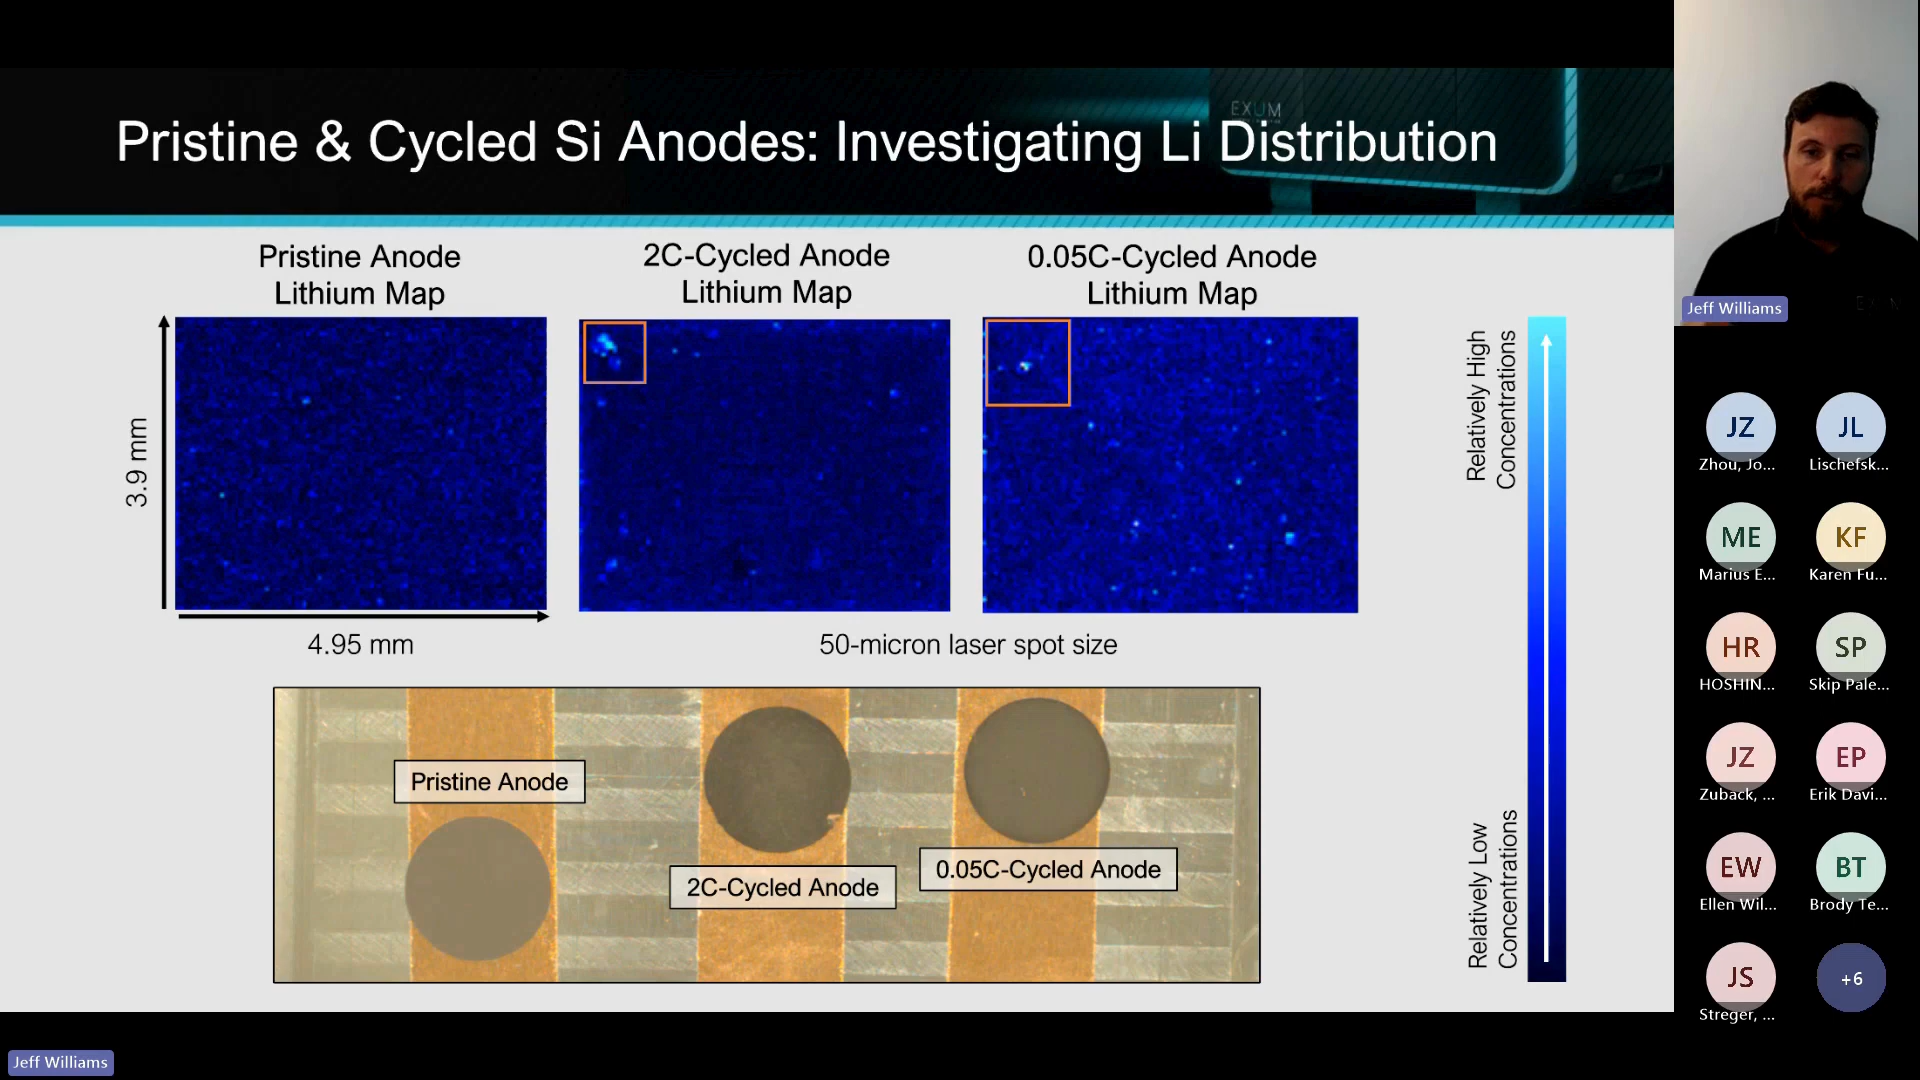 EXUM
Pristine & Cycled Si Anodes: Investigating Li Distribution
Pristine Anode
Lithium Map
2C-Cycled Anode
Lithium Map
0.05C-Cycled Anode
Lithium Map
3.9 mm
4.95 mm
50-micron laser spot size
Relatively High
Concentrations
Relatively Low
Concentrations
Pristine Anode
2C-Cycled Anode
0.05C-Cycled Anode
Jeff Williams
JZ
Zhou, Jo...
JL
Lischefsk...
ME
Marius E...
KF
Karen Fu...
HR
HOSHIN...
SP
Skip Pale...
JZ
Zuback, ...
EP
Erik Davi...
EW
Ellen Wil...
BT
Brody Te...
JS
Streger, ...
+6
Jeff Williams